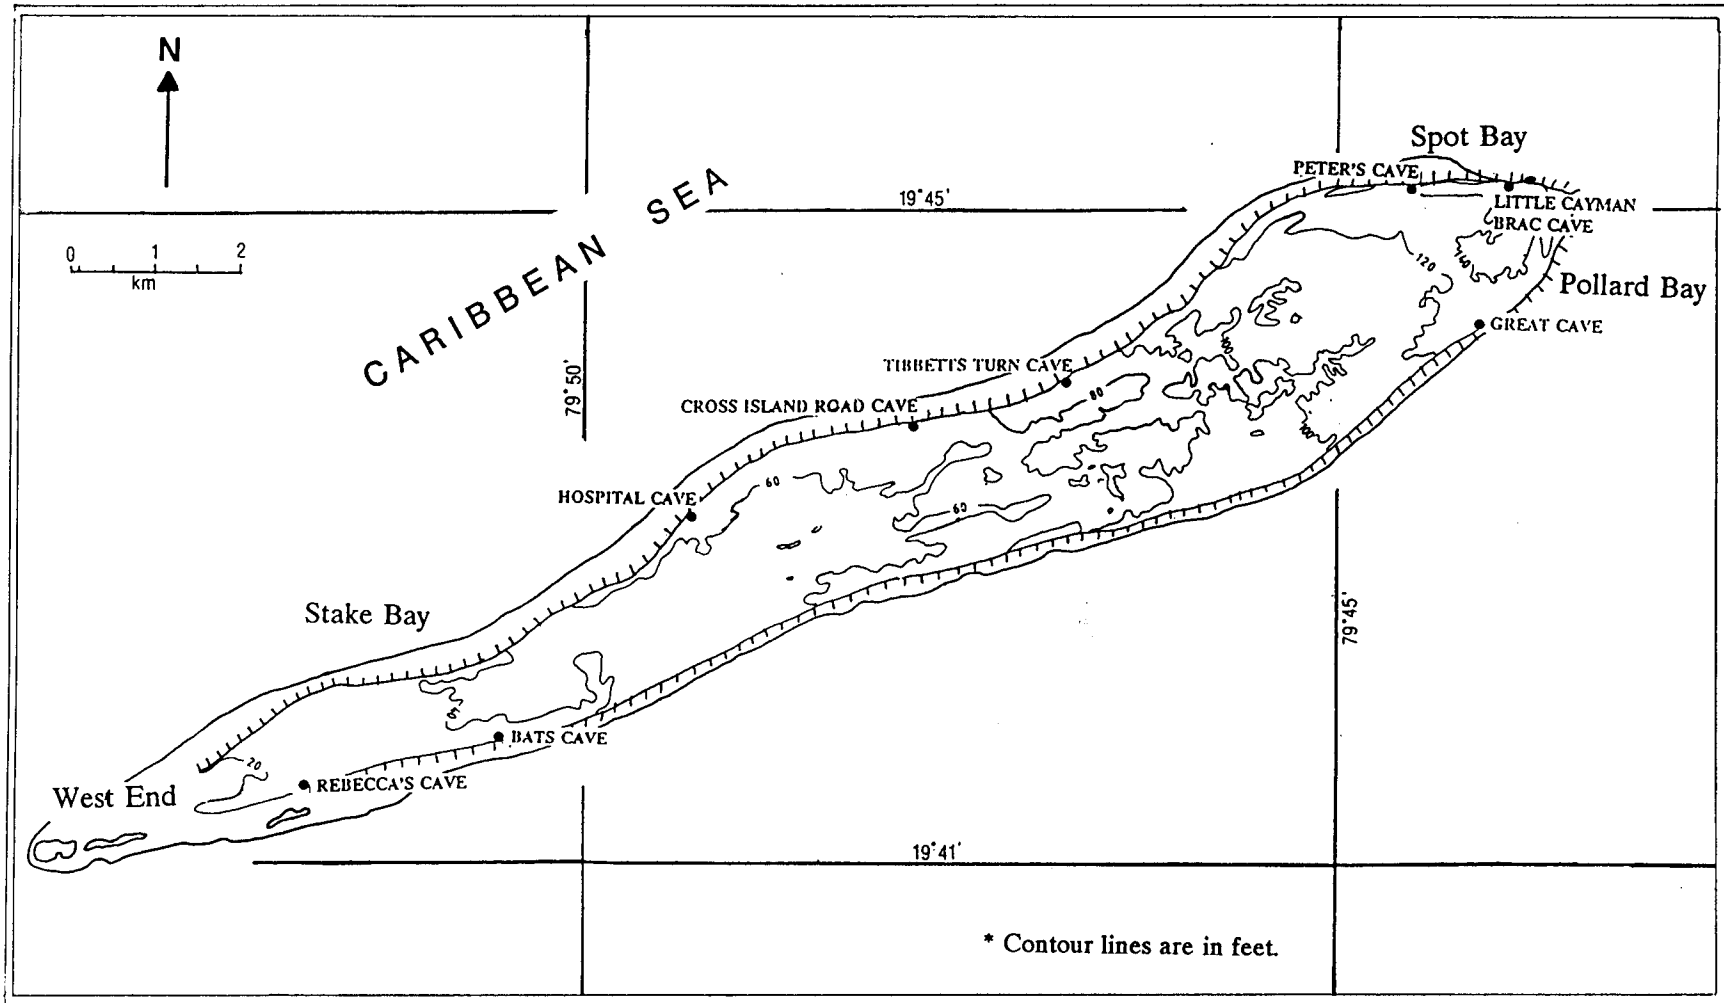 N
Spot Bay
PETER'S CAVE
19°45'
CARIBBEAN SEA
LITTLE CAYMAN
BRAC CAVE
0 1 2
km
120
140
Pollard Bay
GREAT CAVE
100
79°50'
TIBBETTS TURN CAVE
80
CROSS ISLAND ROAD CAVE
100
60
HOSPITAL CAVE
60
Stake Bay
79°45'
BATS CAVE
20
REBECCA'S CAVE
West End
19°41'
* Contour lines are in feet.